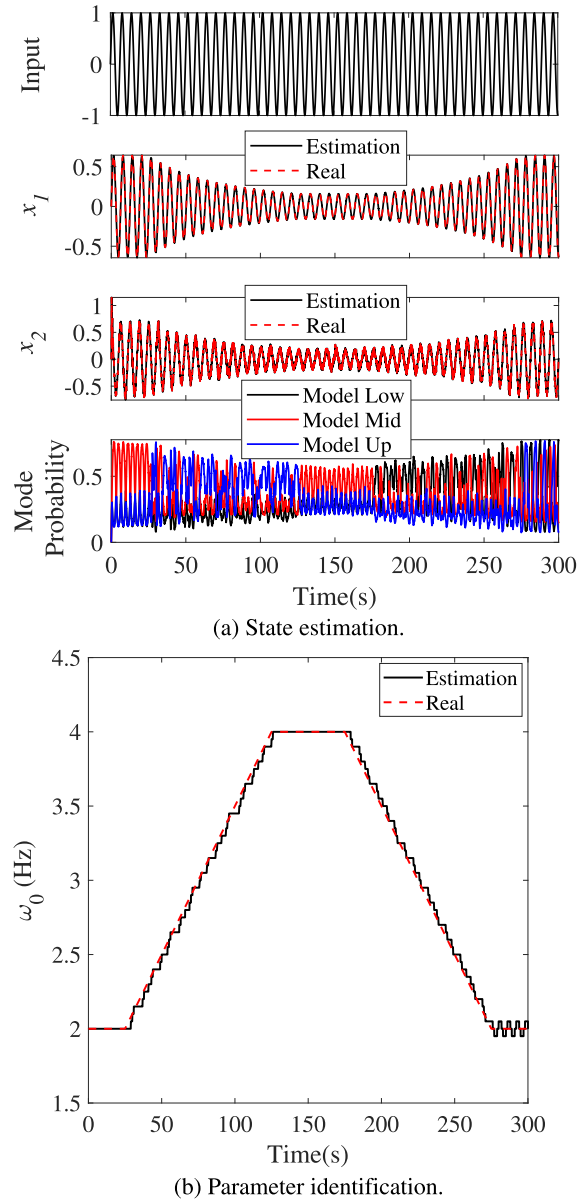 1
0
-1
Input
Estimation
Real
0.5
0
-0.5
x1
Estimation
Real
1
0.5
0
-0.5
x2
Model Low
Model Mid
Model Up
0.5
0
Mode
Probability
0 50 100 150 200 250 300
Time(s)
(a) State estimation.
4.5
4
3.5
3
2.5
2
1.5
ω0 (Hz)
Estimation
Real
0 50 100 150 200 250 300
Time(s)
(b) Parameter identification.